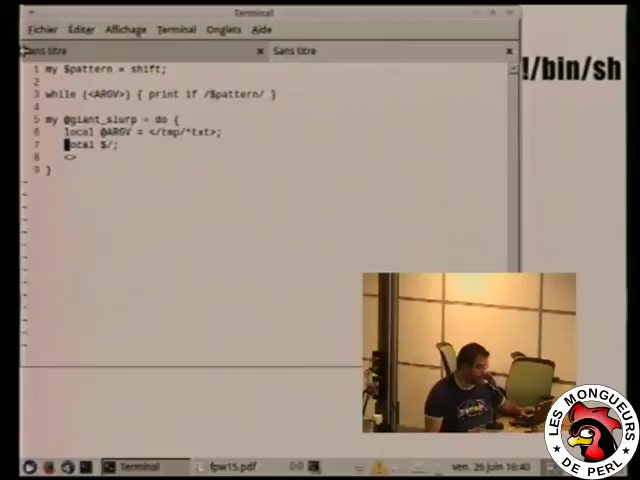 Terminal
Fichier Éditer Affichage Terminal Onglets Aide
Sans titre
Sans titre
!/bin/sh
1 my $pattern = shift;
2
3 while (<ARGV>) { print if /$pattern/ }
4
5 my @giant_slurp = do {
6 local @ARGV = </tmp/*txt>;
7 local $/;
8 <>
9 }
LES MONGUEURS
DE PERL
Terminal
fpw15.pdf
ven. 26 juin 16:40